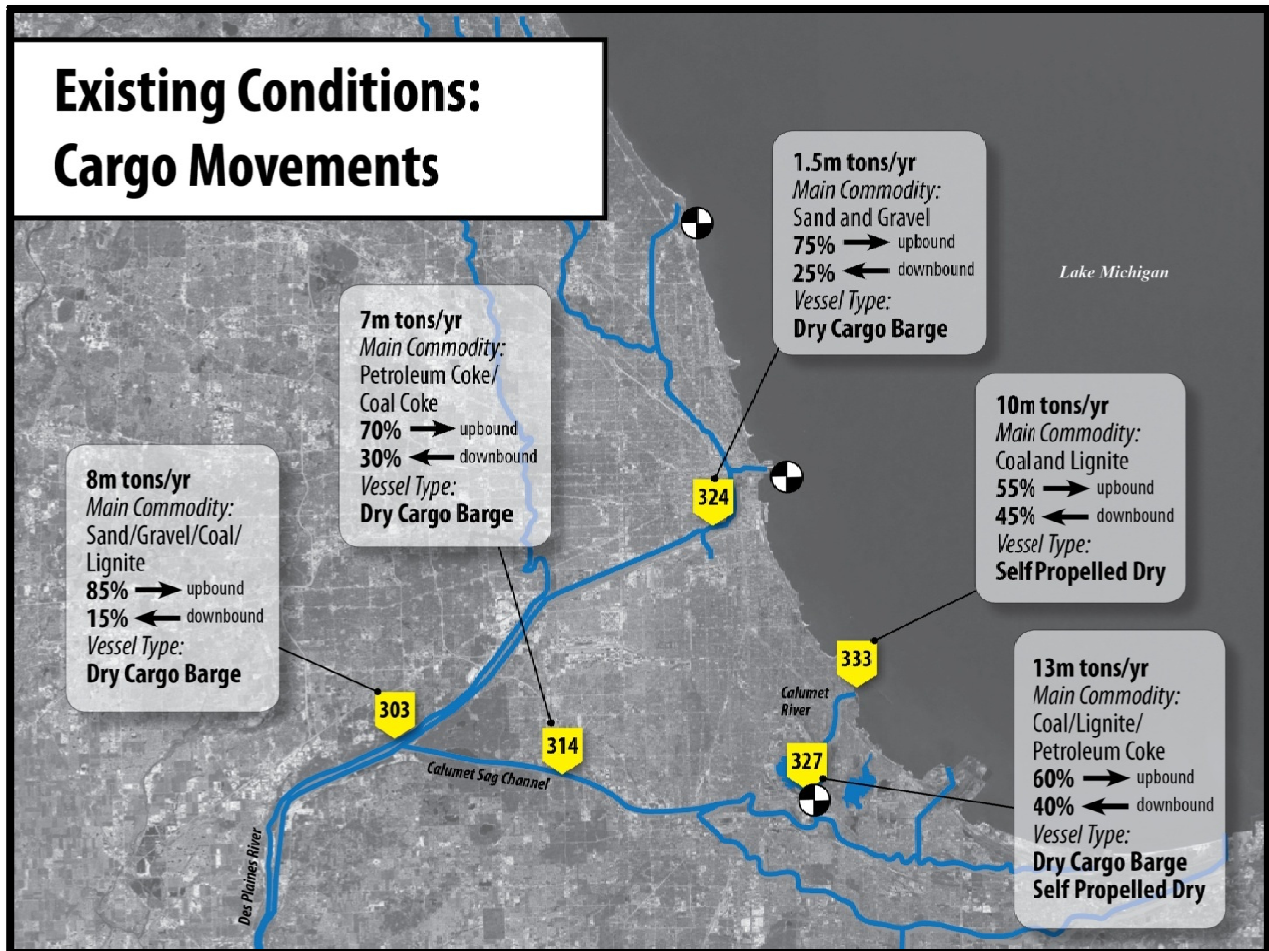 Existing Conditions:
Cargo Movements
1.5m tons/yr
Main Commodity:
Sand and Gravel
75% upbound
25% downbound
Vessel Type:
Dry Cargo Barge
Lake Michigan
7m tons/yr
Main Commodity:
Petroleum Coke/
Coal Coke
70% upbound
30% downbound
Vessel Type:
Dry Cargo Barge
10m tons/yr
Main Commodity:
Coaland Lignite
55% upbound
45% downbound
Vessel Type:
Self Propelled Dry
8m tons/yr
Main Commodity:
Sand/Gravel/Coal/
Lignite
85% upbound
15% downbound
Vessel Type:
Dry Cargo Barge
324
333
13m tons/yr
Main Commodity:
Coal/Lignite/
Petroleum Coke
60% upbound
40% downbound
Vessel Type:
Dry Cargo Barge
Self Propelled Dry
Calumet
River
303
314
327
Calumet Sag Channel
Des Plaines River